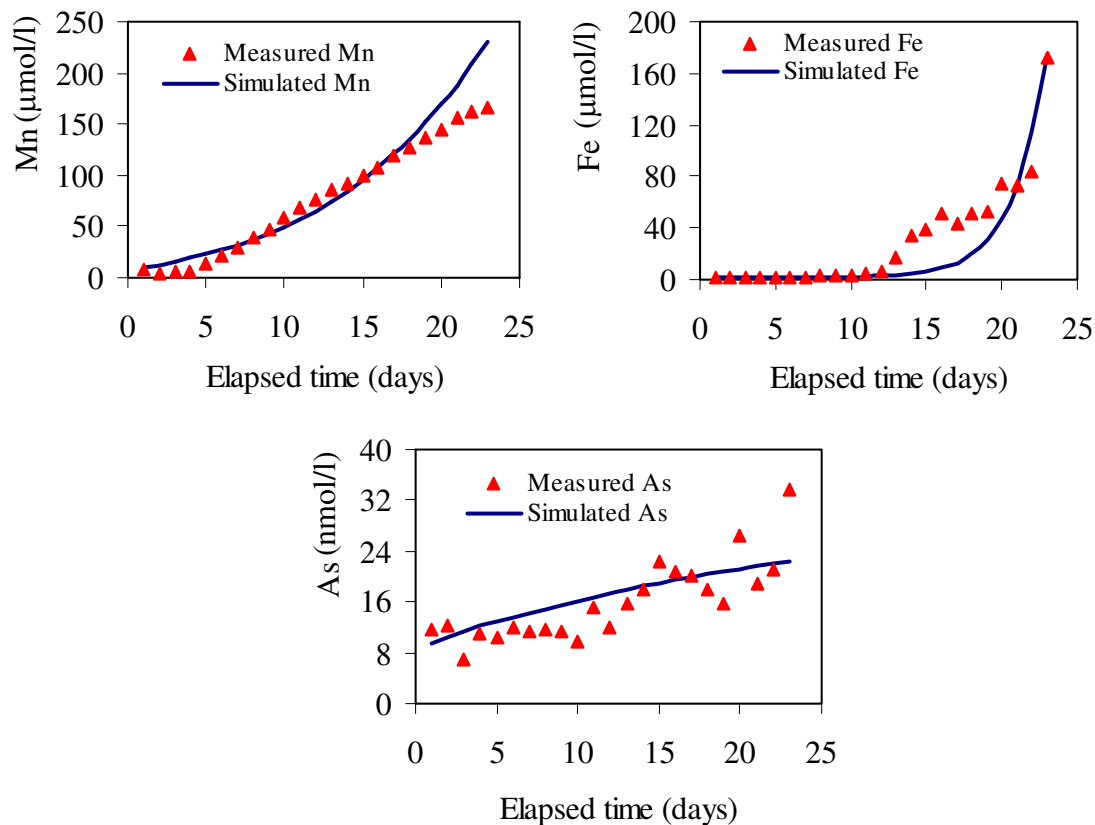 Mn (µmol/l)
250
200
150
100
50
0
Measured Mn
Simulated Mn
0 5 10 15 20 25
Elapsed time (days)
Fe (µmol/l)
200
160
120
80
40
0
Measured Fe
Simulated Fe
0 5 10 15 20 25
Elapsed time (days)
As (nmol/l)
40
32
24
16
8
0
Measured As
Simulated As
0 5 10 15 20 25
Elapsed time (days)